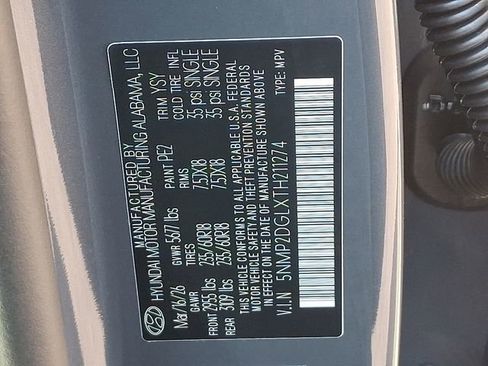 MANUFACTURED BY
HYUNDAI MOTOR MANUFACTURING ALABAMA, LLC
Mar/16/26 GVWR 5677 lbs PAINT PE2 TRIM YSY
GAWR TIRES RIMS COLD TIRE INFL
FRONT 2955 lbs 235/60R18 7.5JX18 35 psi SINGLE
REAR 3109 lbs 235/60R18 7.5JX18 35 psi SINGLE
THIS VEHICLE CONFORMS TO ALL APPLICABLE U.S.A. FEDERAL
MOTOR VEHICLE SAFETY, BUMPER, AND THEFT PREVENTION STANDARDS
IN EFFECT ON THE DATE OF MANUFACTURE SHOWN ABOVE
V.I.N 5NMP2DGLXTH211274 TYPE: MPV